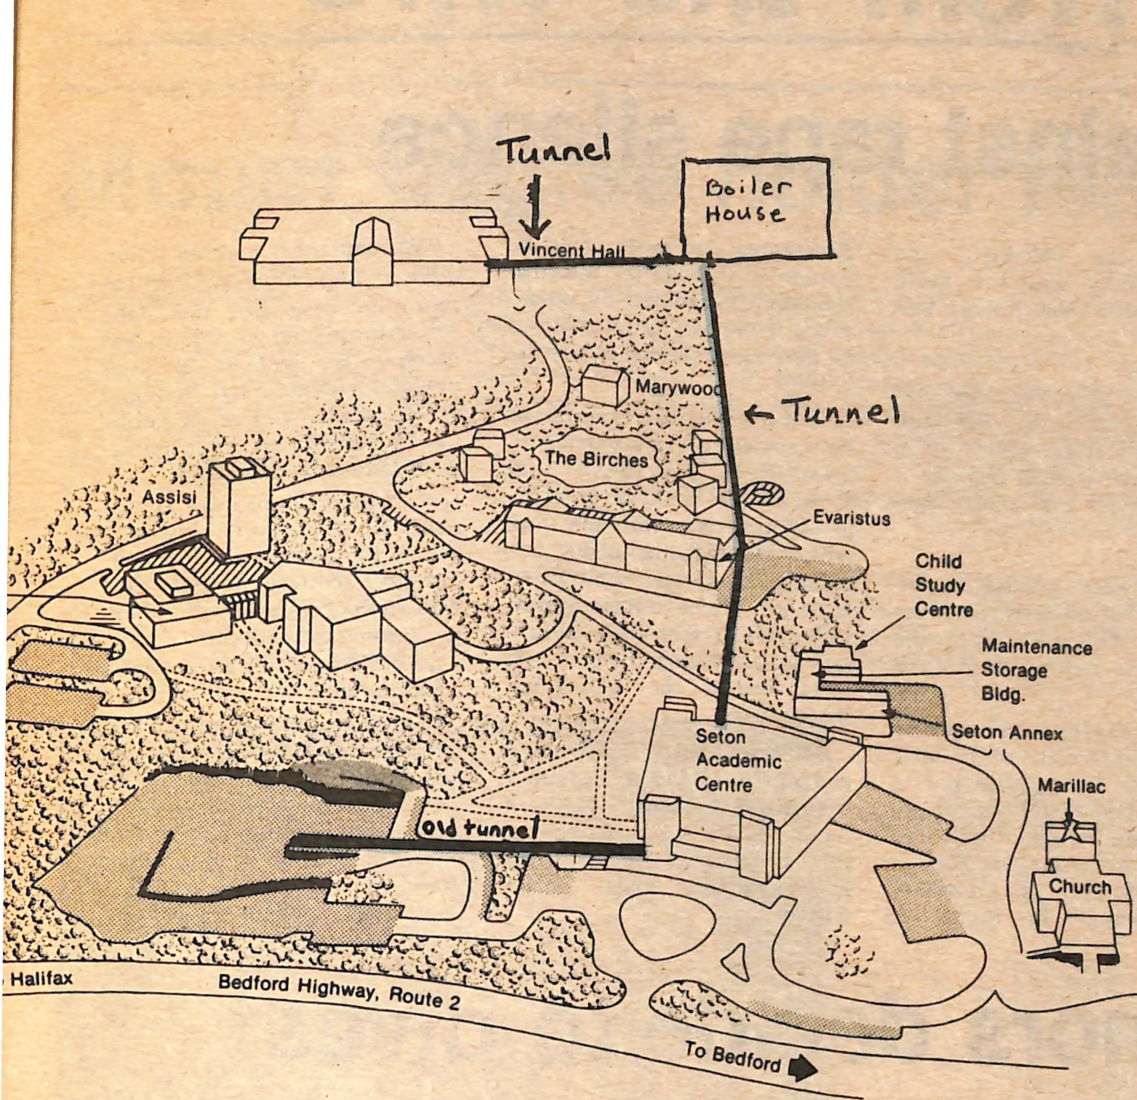 Tunnel
Boiler
House
Vincent Hall
Marywood
← Tunnel
The Birches
Assisi
Evaristus
Child
Study
Centre
Maintenance
Storage
Bldg.
Seton Annex
Seton
Academic
Centre
Marillac
old tunnel
Church
Halifax
Bedford Highway, Route 2
To Bedford